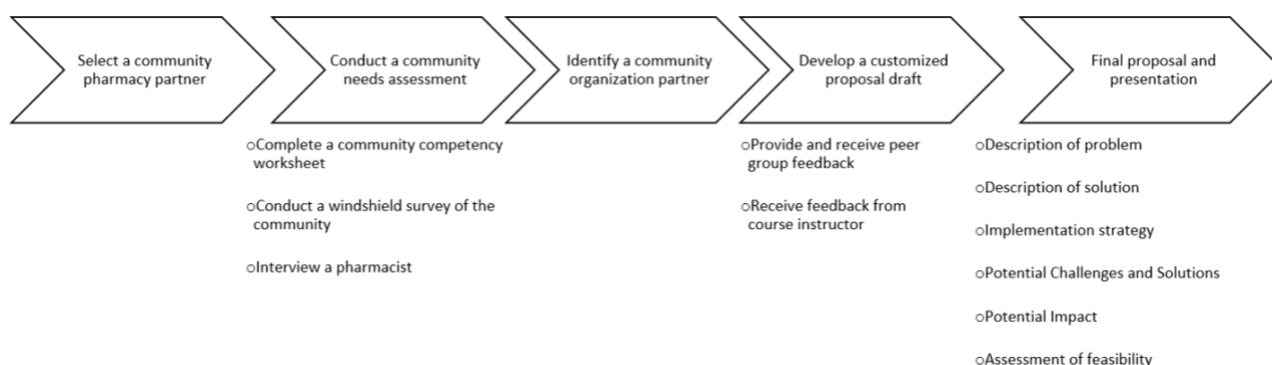 Select a community
pharmacy partner
Conduct a community
needs assessment
Identify a community
organization partner
Develop a customized
proposal draft
Final proposal and
presentation
oComplete a community competency
worksheet
oConduct a windshield survey of the
community
oInterview a pharmacist
oProvide and receive peer
group feedback
oReceive feedback from
course instructor
oDescription of problem
oDescription of solution
oImplementation strategy
oPotential Challenges and Solutions
oPotential Impact
oAssessment of feasibility